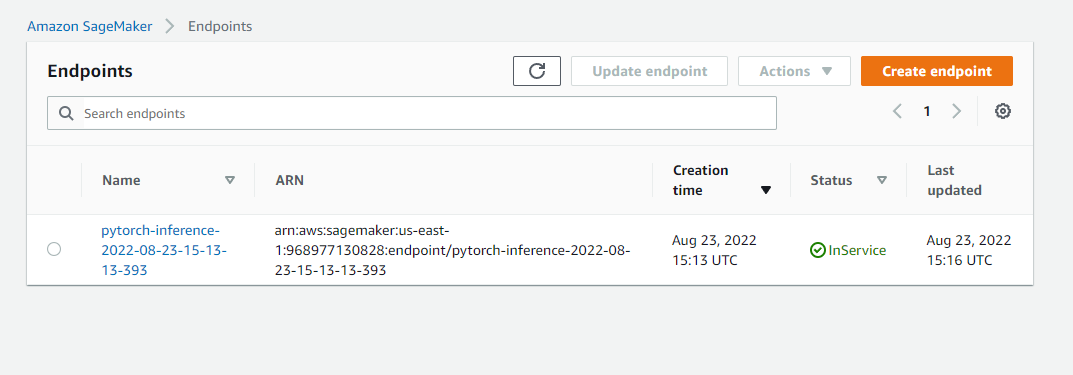 Amazon SageMaker > Endpoints
Endpoints
Update endpoint
Actions
Create endpoint
Search endpoints
1
Name
ARN
Creation
time
Status
Last
updated
pytorch-inference-
2022-08-23-15-13-
13-393
arn:aws:sagemaker:us-east-
1:968977130828:endpoint/pytorch-inference-2022-08-
23-15-13-13-393
Aug 23, 2022
15:13 UTC
InService
Aug 23, 2022
15:16 UTC